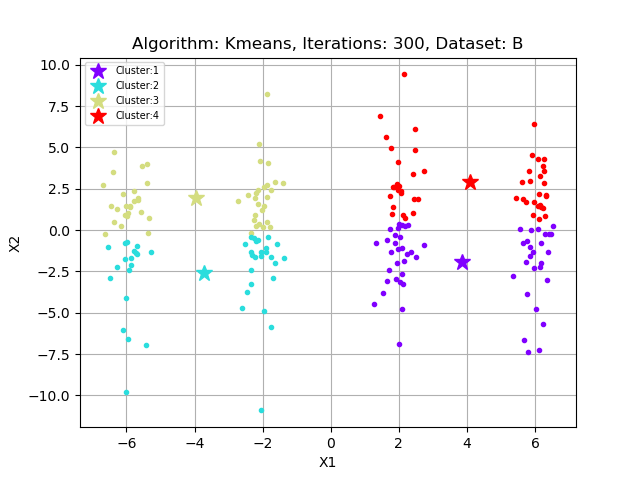 Algorithm: Kmeans, Iterations: 300, Dataset: B
Cluster:1
Cluster:2
Cluster:3
Cluster:4
10.0
7.5
5.0
2.5
0.0
−2.5
−5.0
−7.5
−10.0
X2
−6 −4 −2 0 2 4 6
X1